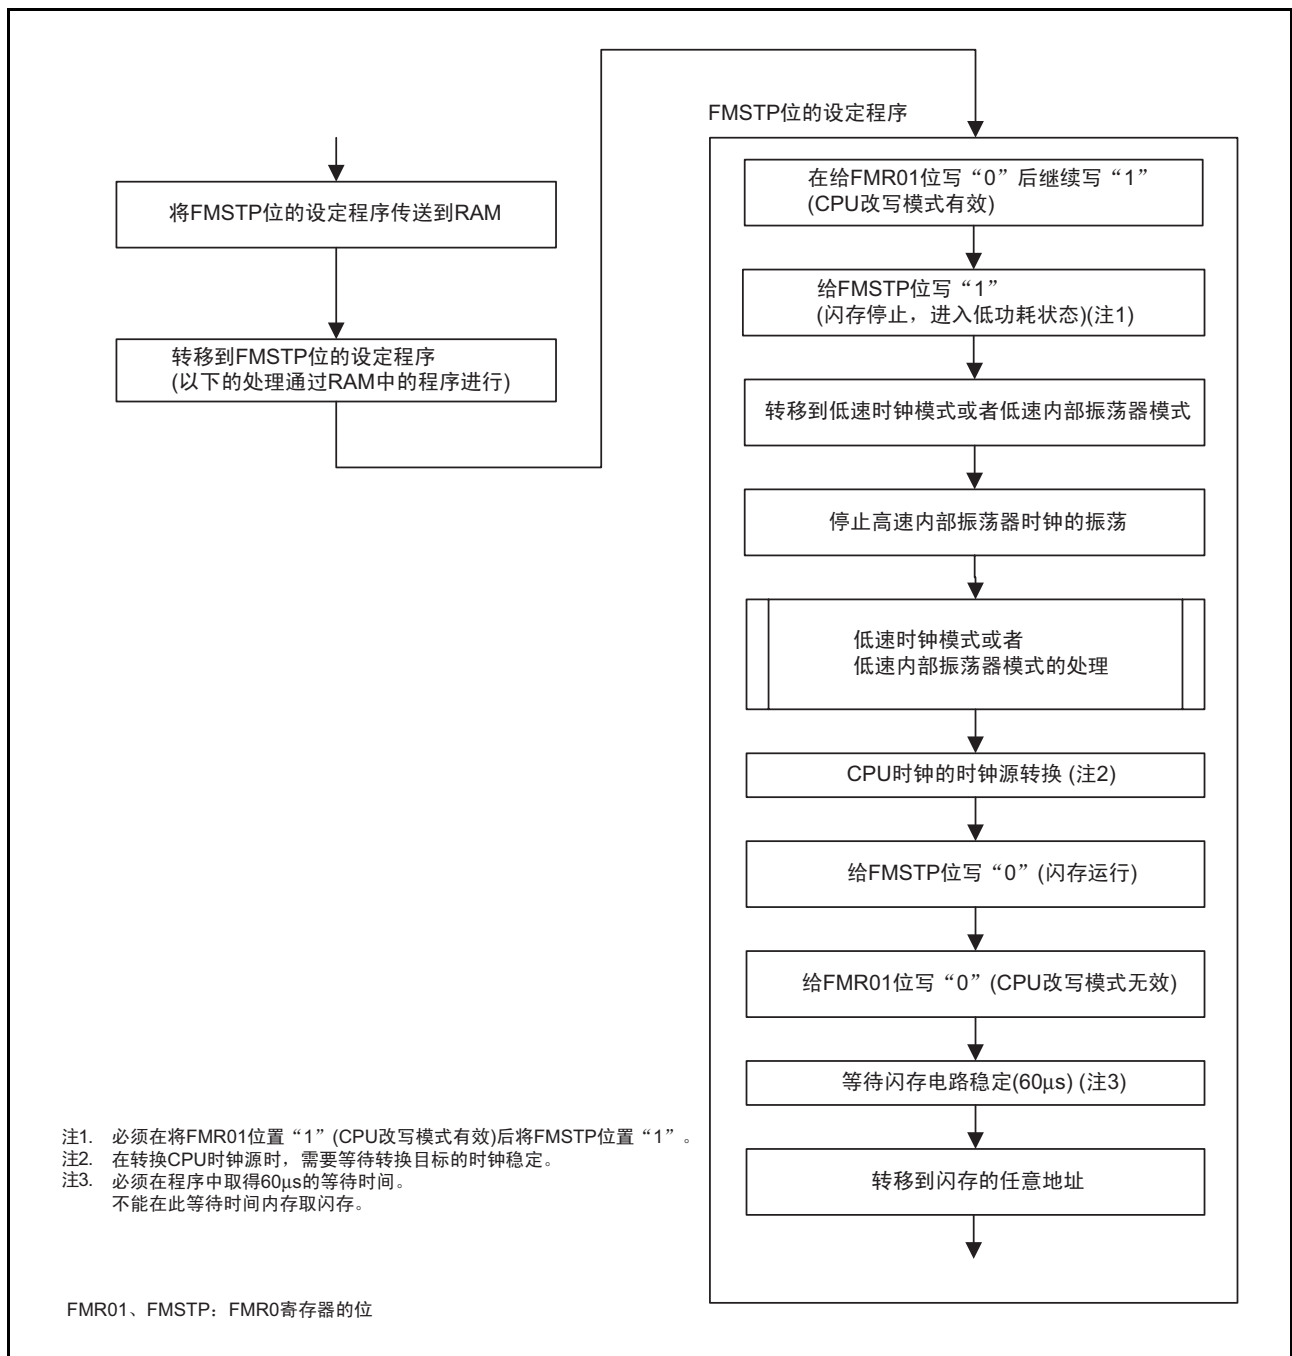 将FMSTP位的设定程序传送到RAM
转移到FMSTP位的设定程序
(以下的处理通过RAM中的程序进行)
FMSTP位的设定程序
在给FMR01位写“0”后继续写“1”
(CPU改写模式有效)
给FMSTP位写“1”
(闪存停止，进入低功耗状态)(注1)
转移到低速时钟模式或者低速内部振荡器模式
停止高速内部振荡器时钟的振荡
低速时钟模式或者
低速内部振荡器模式的处理
CPU时钟的时钟源转换 (注2)
给FMSTP位写“0” (闪存运行)
给FMR01位写“0” (CPU改写模式无效)
等待闪存电路稳定(60μs) (注3)
转移到闪存的任意地址
注1. 必须在将FMR01位置“1”(CPU改写模式有效)后将FMSTP位置“1”。
注2. 在转换CPU时钟源时，需要等待转换目标的时钟稳定。
注3. 必须在程序中取得60μs的等待时间。
不能在此等待时间内存取闪存。
FMR01、FMSTP：FMR0寄存器的位